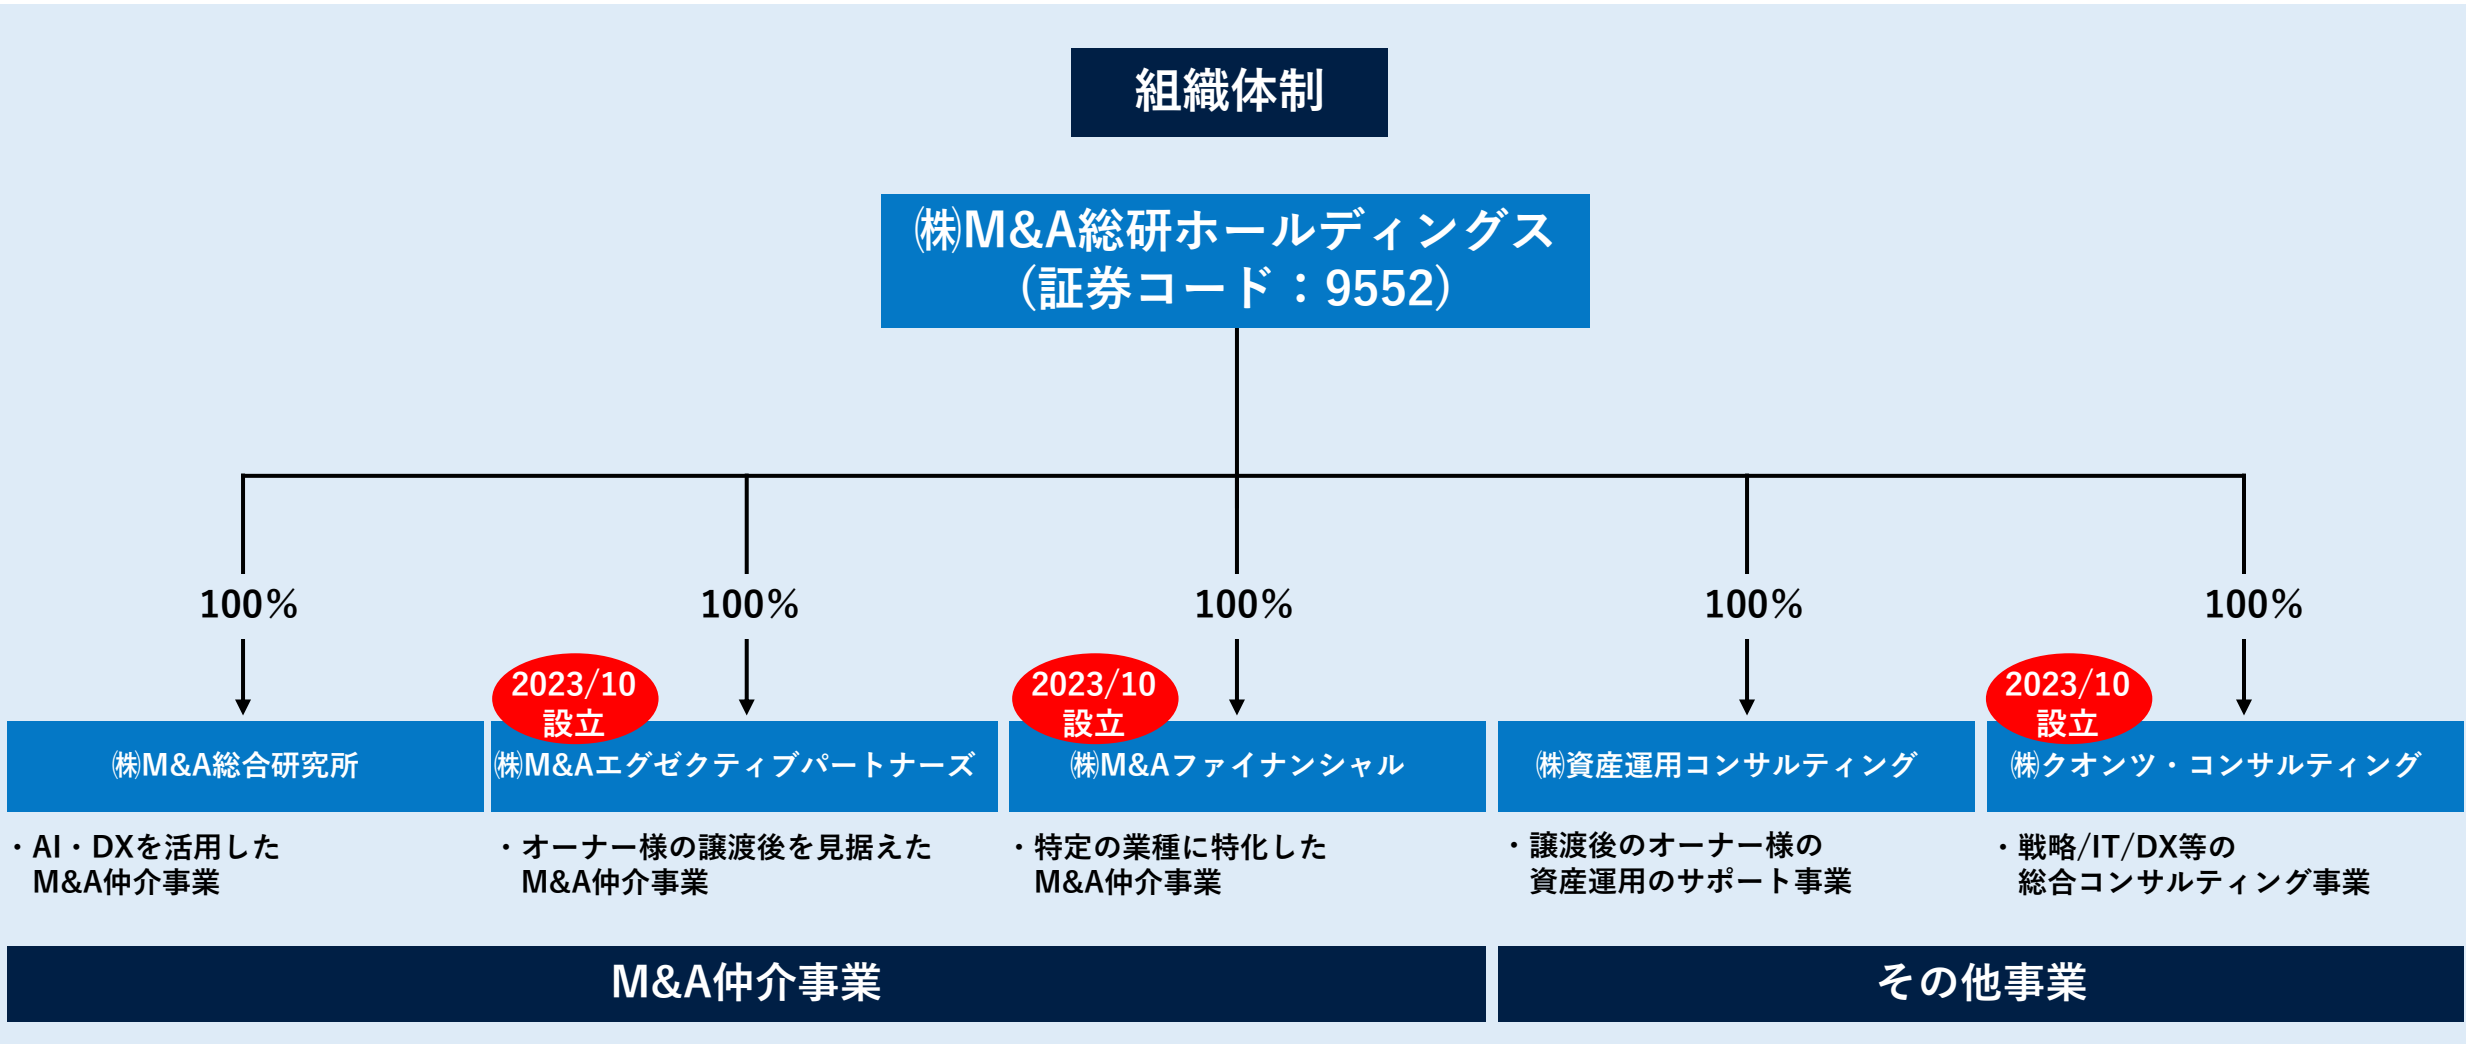 組織体制
㈱M&A総研ホールディングス
(証券コード：9552)
100%
100%
100%
100%
100%
㈱M&A総合研究所
・AI・DXを活用した
M&A仲介事業
2023/10
設立
㈱M&Aエグゼクティブパートナーズ
・オーナー様の譲渡後を見据えた
M&A仲介事業
2023/10
設立
㈱M&Aファイナンシャル
・特定の業種に特化した
M&A仲介事業
㈱資産運用コンサルティング
・譲渡後のオーナー様の
資産運用のサポート事業
2023/10
設立
㈱クオンツ・コンサルティング
・戦略/IT/DX等の
総合コンサルティング事業
M&A仲介事業
その他事業